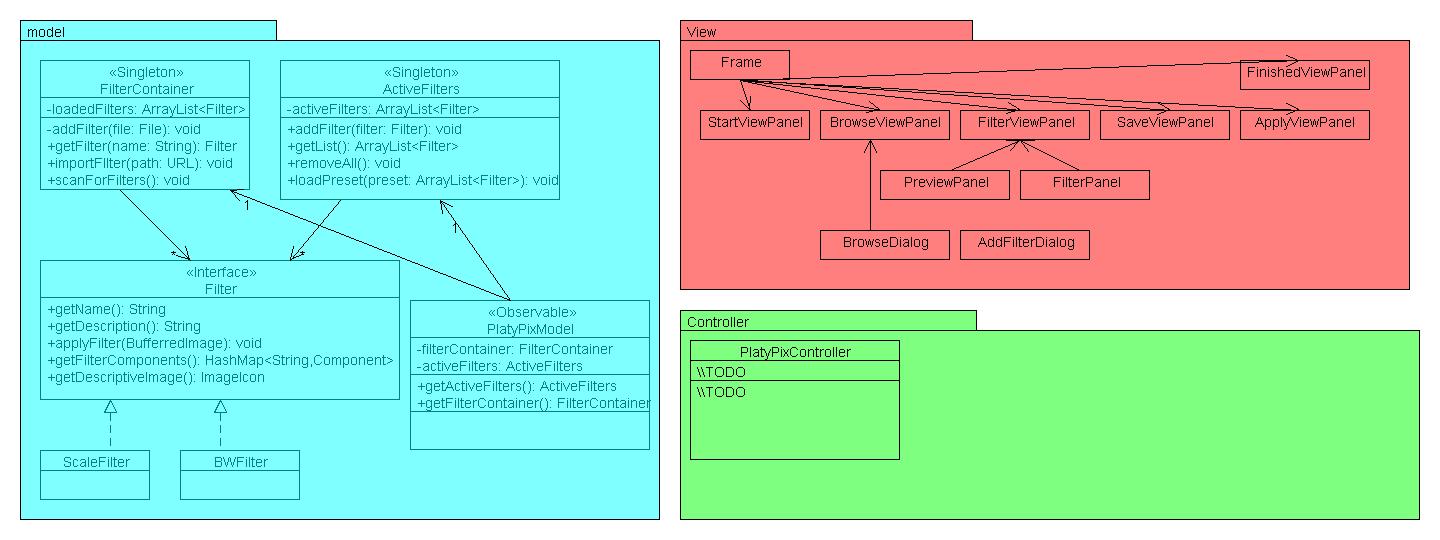 model
«Singleton»
FilterContainer
-loadedFilters: ArrayList<Filter>
-addFilter(file: File): void
+getFilter(name: String): Filter
+importFIlter(path: URL): void
+scanForFilters(): void
«Singleton»
ActiveFilters
-activeFilters: ArrayList<Filter>
+addFilter(filter: Filter): void
+getList(): ArrayList<Filter>
+removeAll(): void
+loadPreset(preset: ArrayList<Filter>): void
1
1
*
*
«Interface»
Filter
+getName(): String
+getDescription(): String
+applyFilter(BufferredImage): void
+getFilterComponents(): HashMap<String,Component>
+getDescriptiveImage(): ImageIcon
«Observable»
PlatyPixModel
-filterContainer: FilterContainer
-activeFilters: ActiveFilters
+getActiveFilters(): ActiveFilters
+getFilterContainer(): FilterContainer
ScaleFilter
BWFilter
View
Frame
FinishedViewPanel
StartViewPanel
BrowseViewPanel
FilterViewPanel
SaveViewPanel
ApplyViewPanel
PreviewPanel
FilterPanel
BrowseDialog
AddFilterDialog
Controller
PlatyPixController
\\TODO
\\TODO